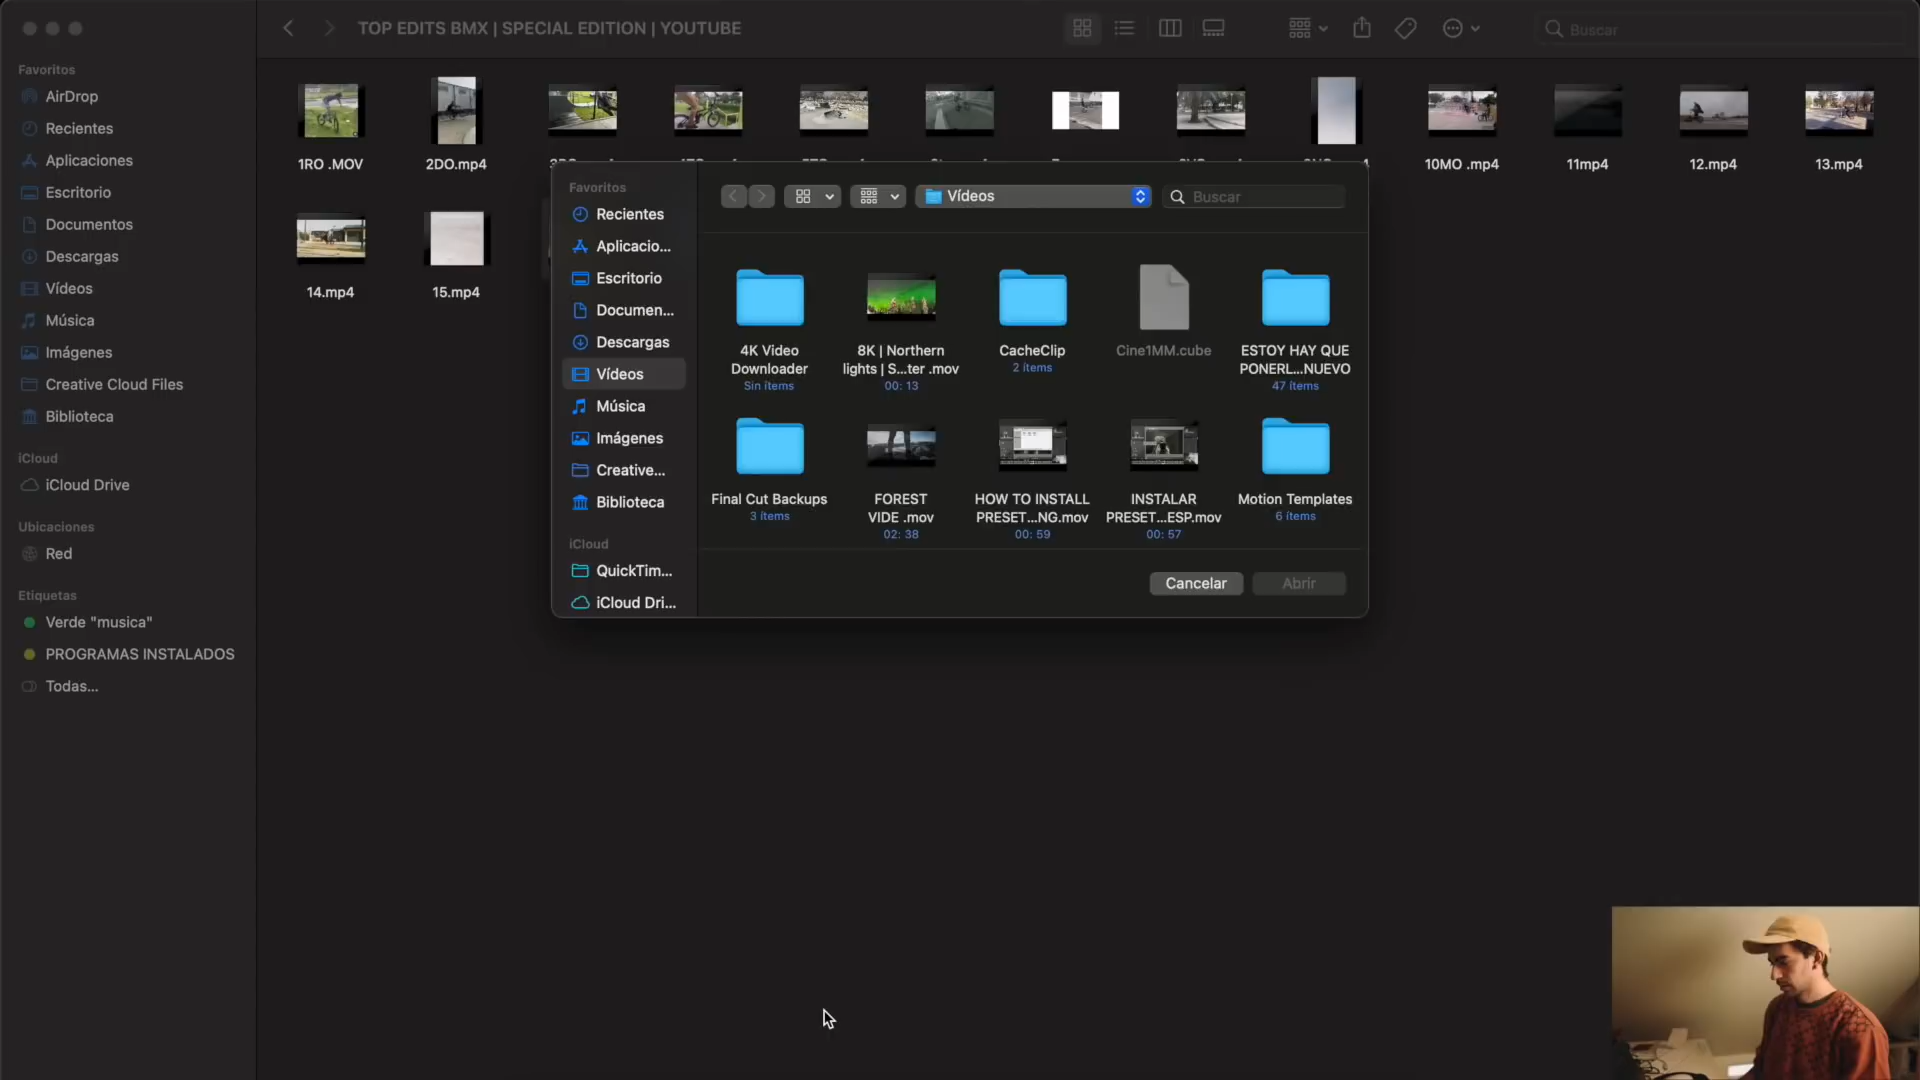 TOP EDITS BMX | SPECIAL EDITION | YOUTUBE
Buscar
Favoritos
AirDrop
Recientes
Aplicaciones
Escritorio
Documentos
Descargas
Vídeos
Música
Imágenes
Creative Cloud Files
Biblioteca
iCloud
iCloud Drive
Ubicaciones
Red
Etiquetas
Verde "musica"
PROGRAMAS INSTALADOS
Todas...
1RO .MOV
2DO.mp4
10MO .mp4
11mp4
12.mp4
13.mp4
14.mp4
15.mp4
Favoritos
Recientes
Aplicacio...
Escritorio
Documen...
Descargas
Vídeos
Música
Imágenes
Creative...
Biblioteca
iCloud
QuickTim...
iCloud Dri...
Vídeos
Buscar
4K Video
Downloader
Sin ítems
8K | Northern
lights | S...ter .mov
00: 13
CacheClip
2 ítems
Cine1MM.cube
ESTOY HAY QUE
PONERL...NUEVO
47 ítems
Final Cut Backups
3 ítems
FOREST
VIDE .mov
02: 38
HOW TO INSTALL
PRESET...NG.mov
00: 59
INSTALAR
PRESET...ESP.mov
00: 57
Motion Templates
6 ítems
Cancelar
Abrir